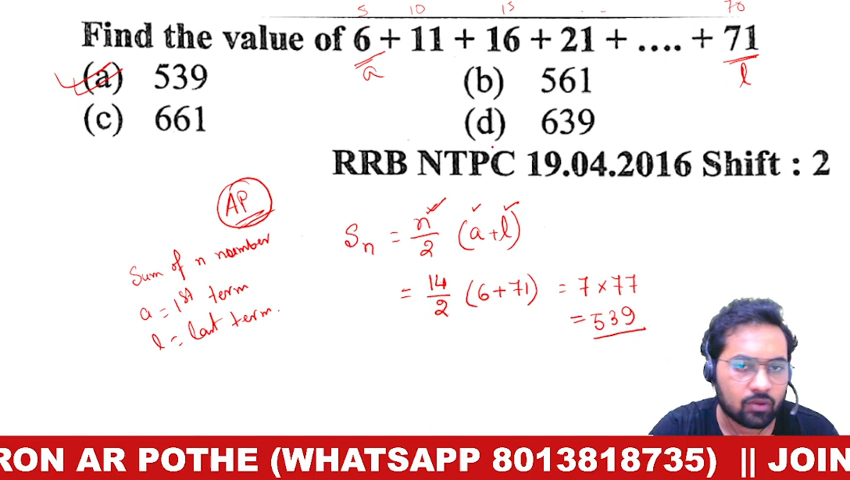 5 10 15 .. 70
Find the value of 6 + 11 + 16 + 21 + .... + 71
a l
(a) 539 (b) 561
(c) 661 (d) 639
RRB NTPC 19.04.2016 Shift : 2
AP
Sum of n number
a = 1st term
l = last term.
Sn = n/2 (a+l)
= 14/2 (6+71) = 7 × 77
= 539
RON AR POTHE (WHATSAPP 8013818735) || JOIN